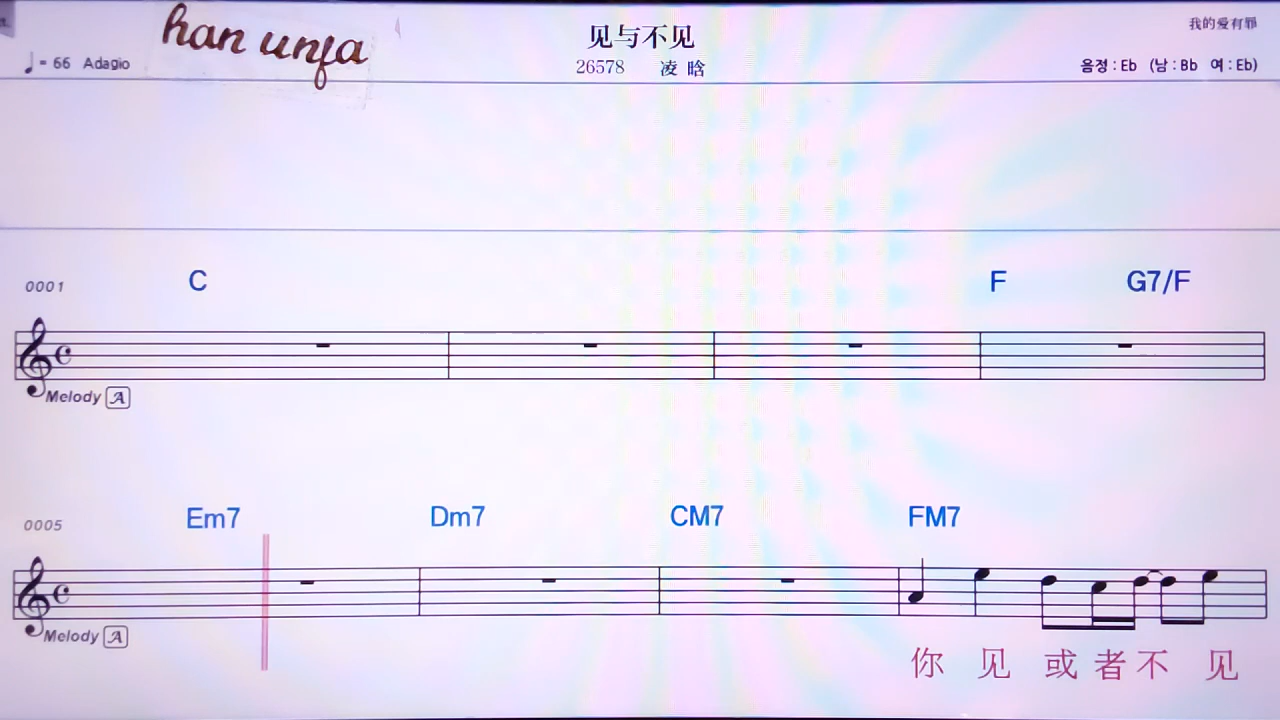 han unfa
见与不见
我的爱有罪
♩= 66 Adagio
26578 凌晗
음정 : Eb (남 : Bb 여 : Eb)
0001 C F G7/F
Melody A
0005 Em7 Dm7 CM7 FM7
Melody A
你 见 或 者 不 见